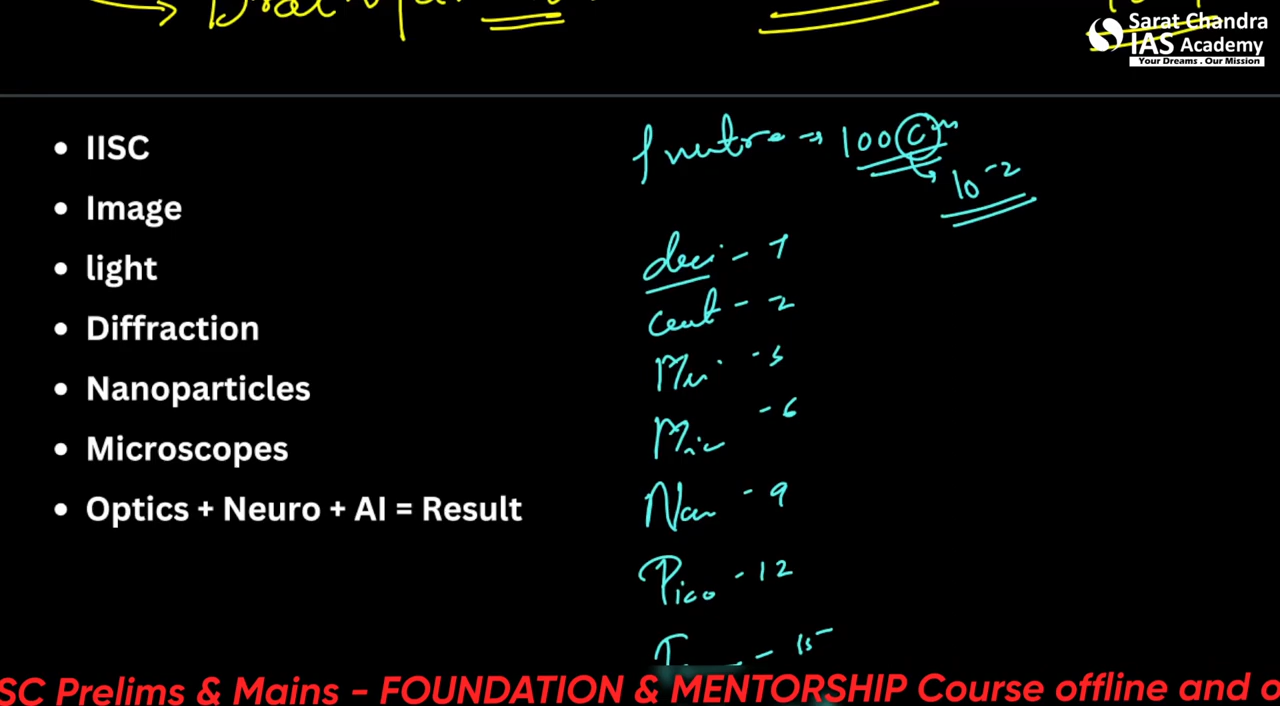 Sarat Chandra
IAS Academy
Your Dreams . Our Mission
• IISC
• Image
• light
• Diffraction
• Nanoparticles
• Microscopes
• Optics + Neuro + AI = Result
1 metre → 100 cm
10⁻²
deci - 1
cent - 2
- 3
Mic - 6
Nan - 9
Pico - 12
- 15
SC Prelims & Mains - FOUNDATION & MENTORSHIP Course offline and o